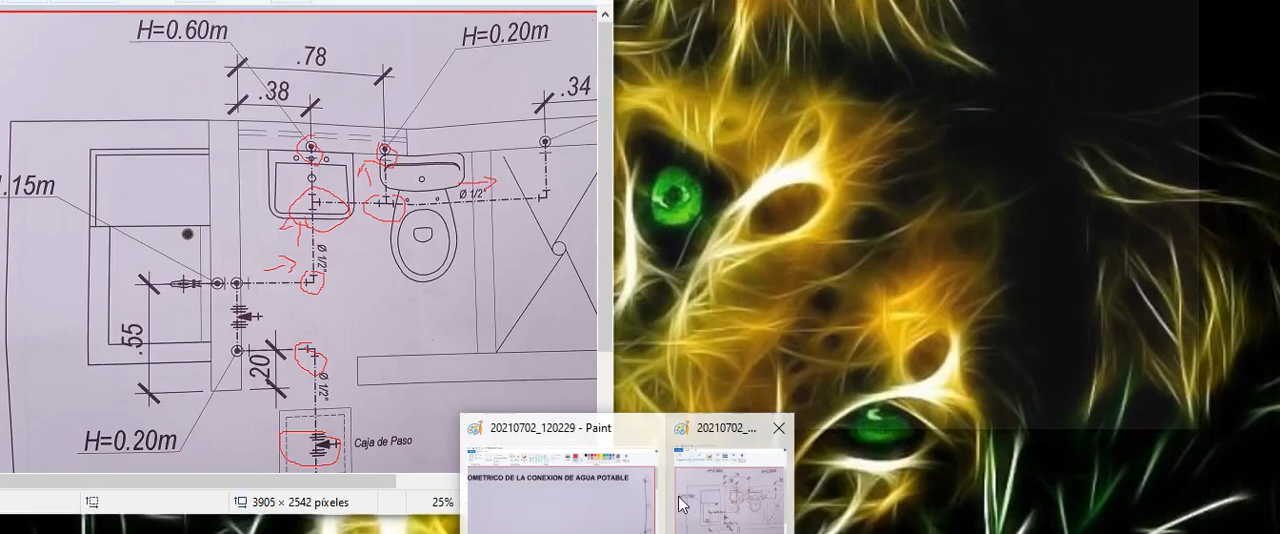 H=0.60m
H=0.20m
.78
.38
.34
.15m
Ø 1/2"
Ø 1/2"
.55
.20
Ø 1/2"
H=0.20m
Caja de Paso
20210702_120229 - Paint
20210702_...
OMETRICO DE LA CONEXION DE AGUA POTABLE
3905 × 2542 píxeles
25%